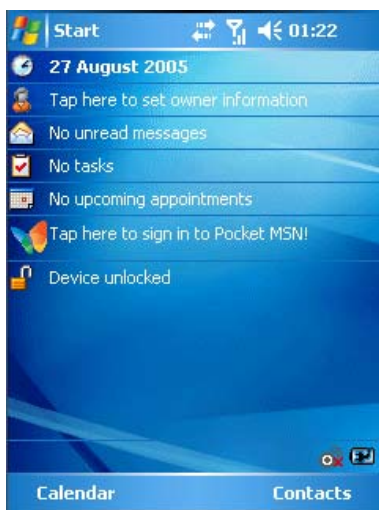 Start 01:22
27 August 2005
Tap here to set owner information
No unread messages
No tasks
No upcoming appointments
Tap here to sign in to Pocket MSN!
Device unlocked
Calendar Contacts